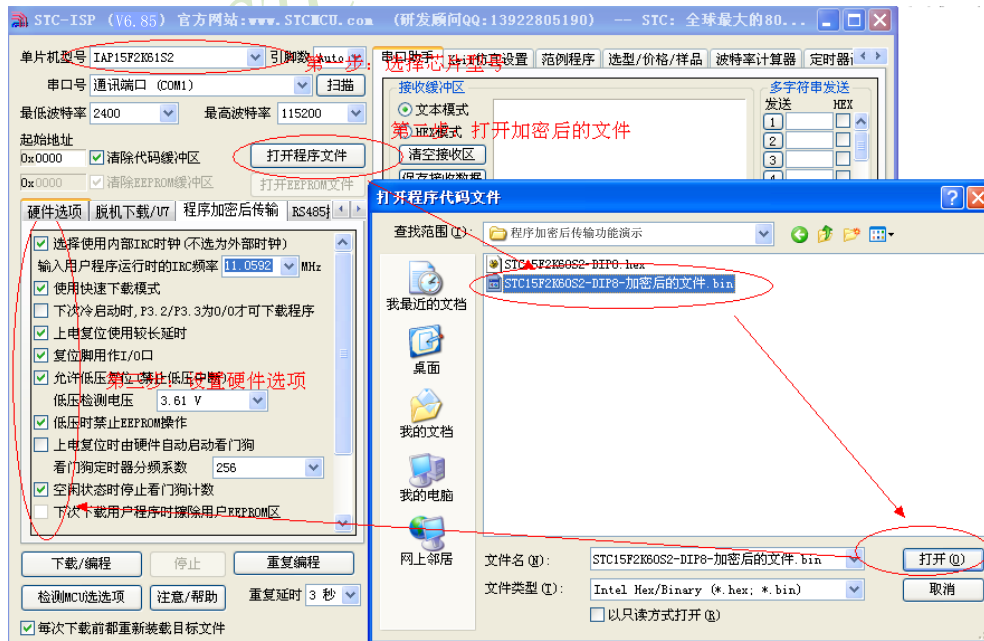 STC-ISP (V6.85) 官方网站:www.STCMCU.com (研发顾问QQ:13922805190) -- STC: 全球最大的80...
单片机型号 IAP15F2K61S2 引脚数 Auto
第一步：选择芯片型号
串口助手 Keil仿真设置 范例程序 选型/价格/样品 波特率计算器 定时器
串口号 通讯端口 (COM1) 扫描
接收缓冲区
多字符串发送
发送 HEX
文本模式
HEX模式
清空接收区
保存接收数据
1
2
3
4
最低波特率 2400 最高波特率 115200
第二步：打开加密后的文件
起始地址
0x0000 清除代码缓冲区 打开程序文件
0x0000 清除EEPROM缓冲区 打开EEPROM文件
硬件选项 脱机下载/U7 程序加密后传输 RS485
选择使用内部IRC时钟(不选为外部时钟)
输入用户程序运行时的IRC频率 11.0592 MHz
使用快速下载模式
下次冷启动时,P3.2/P3.3为0/0才可下载程序
上电复位使用较长延时
复位脚用作I/O口
允许低压复位(禁止低压中断)
第三步：设置硬件选项
低压检测电压 3.61 V
低压时禁止EEPROM操作
上电复位时由硬件自动启动看门狗
看门狗定时器分频系数 256
空闲状态时停止看门狗计数
下次下载用户程序时擦除用户EEPROM区
下载/编程 停止 重复编程
检测MCU选选项 注意/帮助 重复延时 3 秒
每次下载前都重新装载目标文件
打开程序代码文件
查找范围(I): 程序加密后传输功能演示
STC15F2K60S2-DIP8.hex
STC15F2K60S2-DIP8-加密后的文件.bin
我最近的文档
桌面
我的文档
我的电脑
网上邻居
文件名(N): STC15F2K60S2-DIP8-加密后的文件.bin 打开(O)
文件类型(T): Intel Hex/Binary (*.hex; *.bin) 取消
以只读方式打开(R)